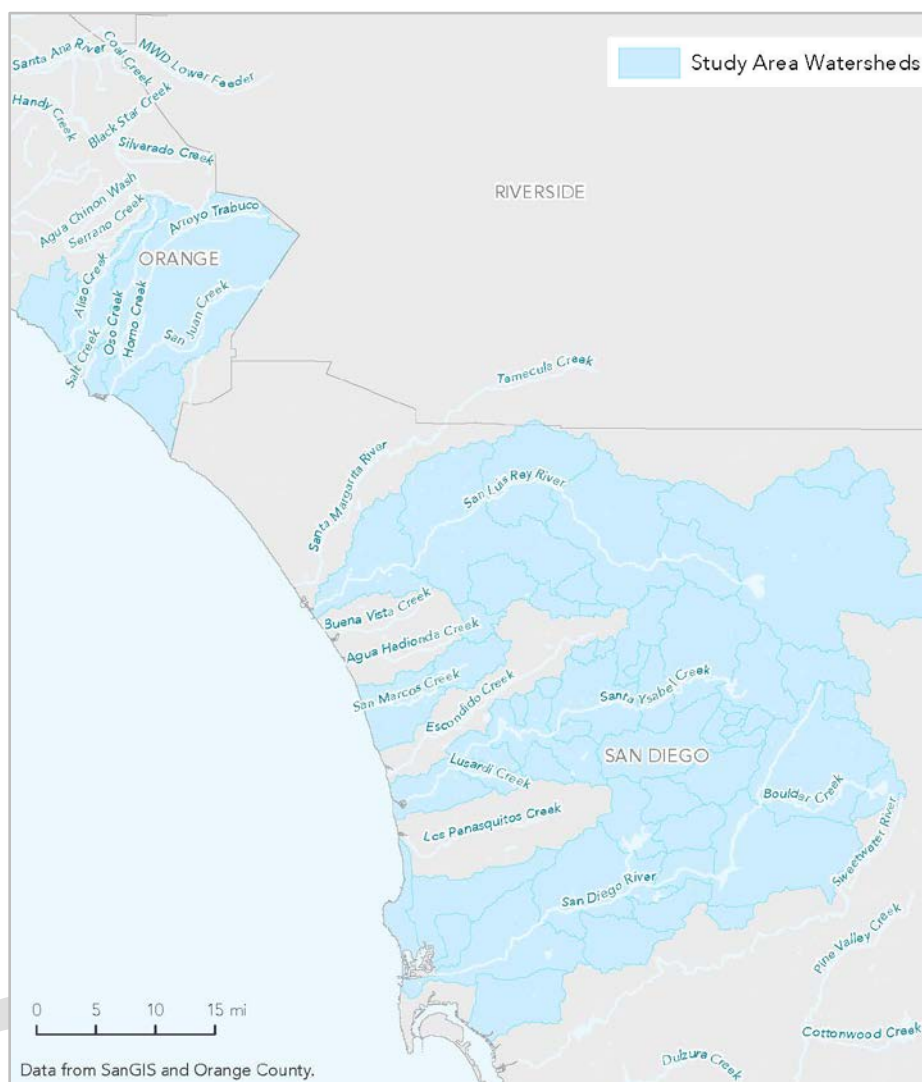 Study Area Watersheds
Santa Ana River
Coal Creek
MWD Lower Feeder
Handy Creek
Black Star Creek
Silverado Creek
RIVERSIDE
Agua Chinon Wash
Serrano Creek
Arroyo Trabuco
ORANGE
Aliso Creek
Oso Creek
Horno Creek
San Juan Creek
Salt Creek
Temecula Creek
Santa Margarita River
San Luis Rey River
Buena Vista Creek
Agua Hedionda Creek
San Marcos Creek
Escondido Creek
Santa Ysabel Creek
SAN DIEGO
Lusardi Creek
Boulder Creek
Los Penasquitos Creek
Sweetwater River
San Diego River
Pine Valley Creek
0 5 10 15 mi
Cottonwood Creek
Dulzura Creek
Data from SanGIS and Orange County.